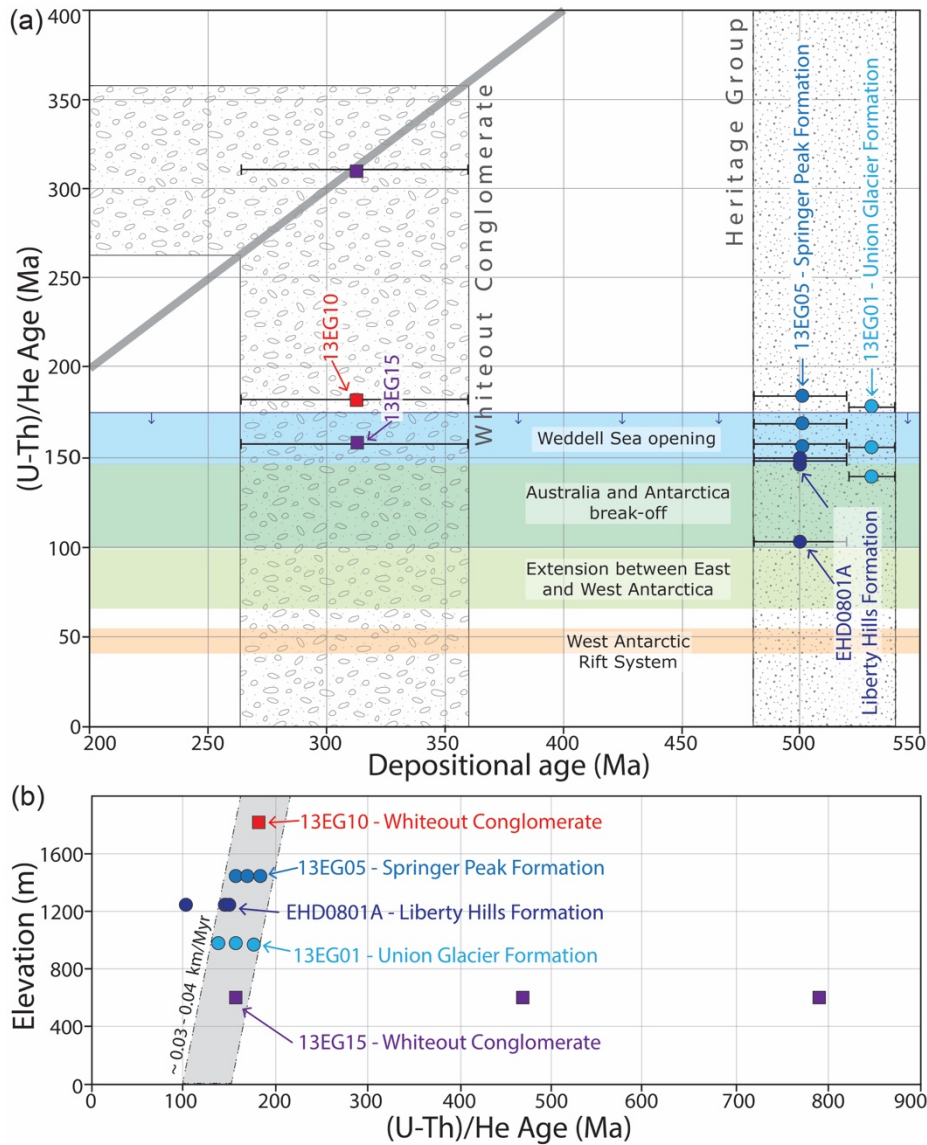 (a)
400
350
300
250
200
150
100
50
0
(U-Th)/He Age (Ma)
Whiteout Conglomerate
Heritage Group
13EG10
13EG15
13EG05 - Springer Peak Formation
13EG01 - Union Glacier Formation
Weddell Sea opening
Australia and Antarctica
break-off
Extension between East
and West Antarctica
West Antarctic
Rift System
EHD0801A
Liberty Hills Formation
200
250
300
350
400
450
500
550
Depositional age (Ma)
(b)
1600
1200
800
400
0
Elevation (m)
~ 0.03 - 0.04 km/Myr
13EG10 - Whiteout Conglomerate
13EG05 - Springer Peak Formation
EHD0801A - Liberty Hills Formation
13EG01 - Union Glacier Formation
13EG15 - Whiteout Conglomerate
0
100
200
300
400
500
600
700
800
900
(U-Th)/He Age (Ma)